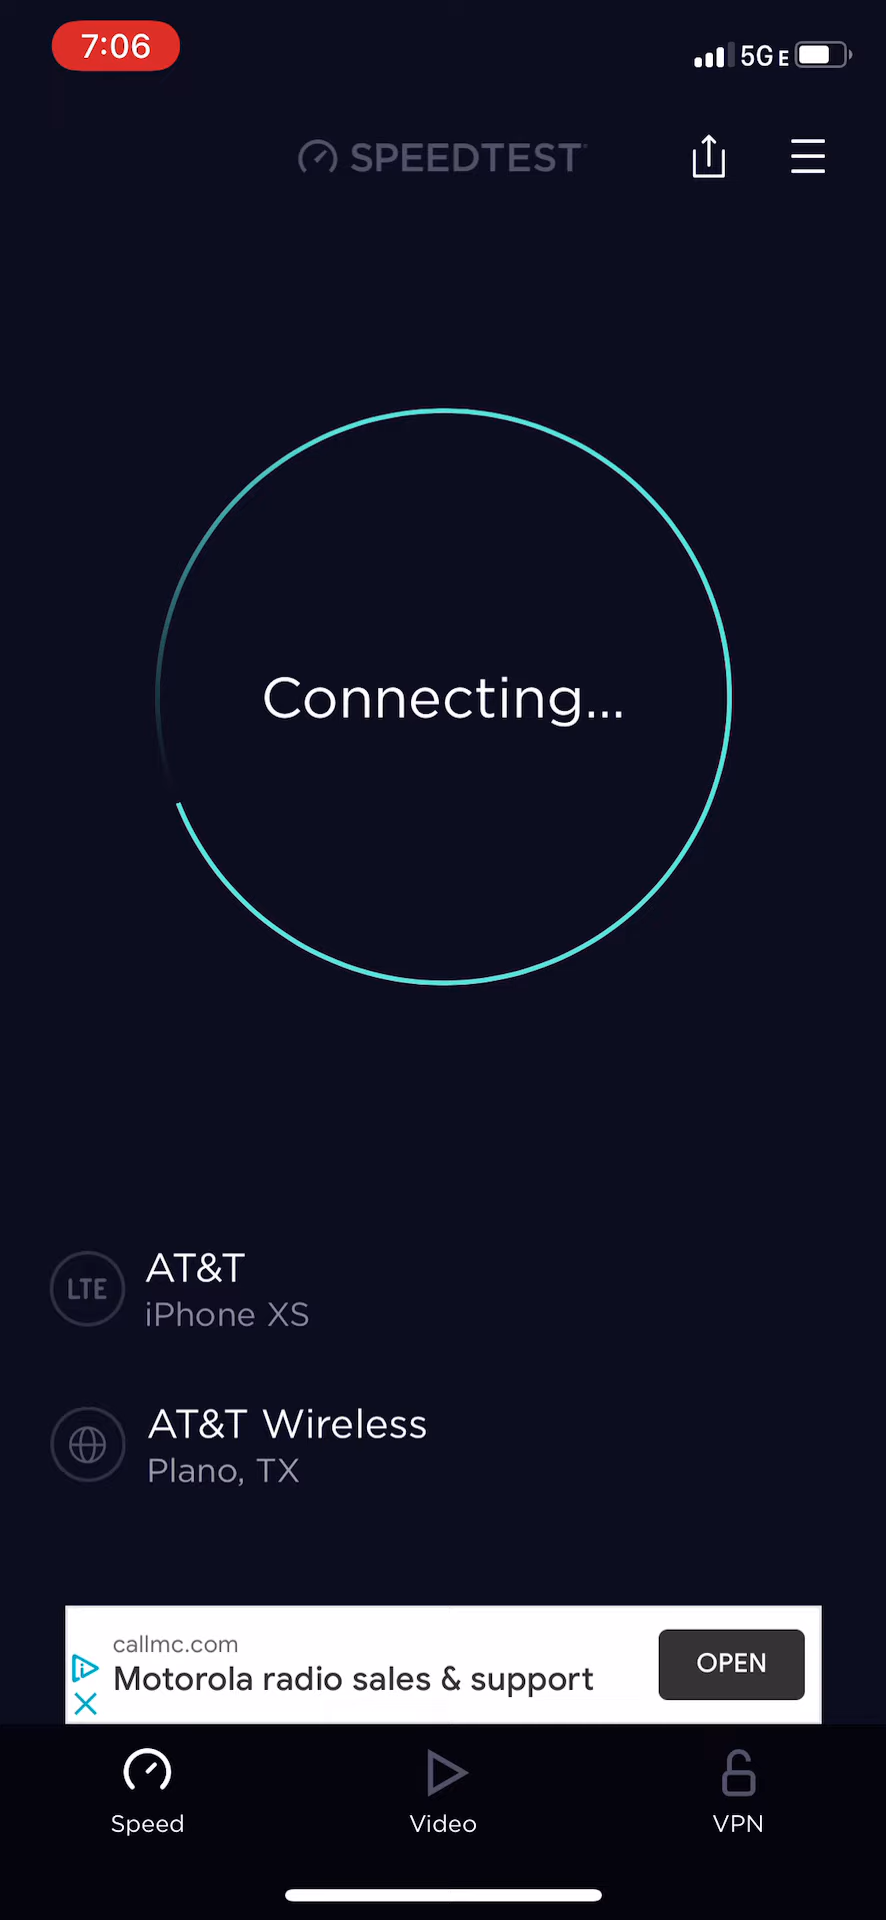 7:06
5G E
SPEEDTEST
Connecting...
LTE
AT&T
iPhone XS
AT&T Wireless
Plano, TX
callmc.com
Motorola radio sales & support
OPEN
Speed
Video
VPN